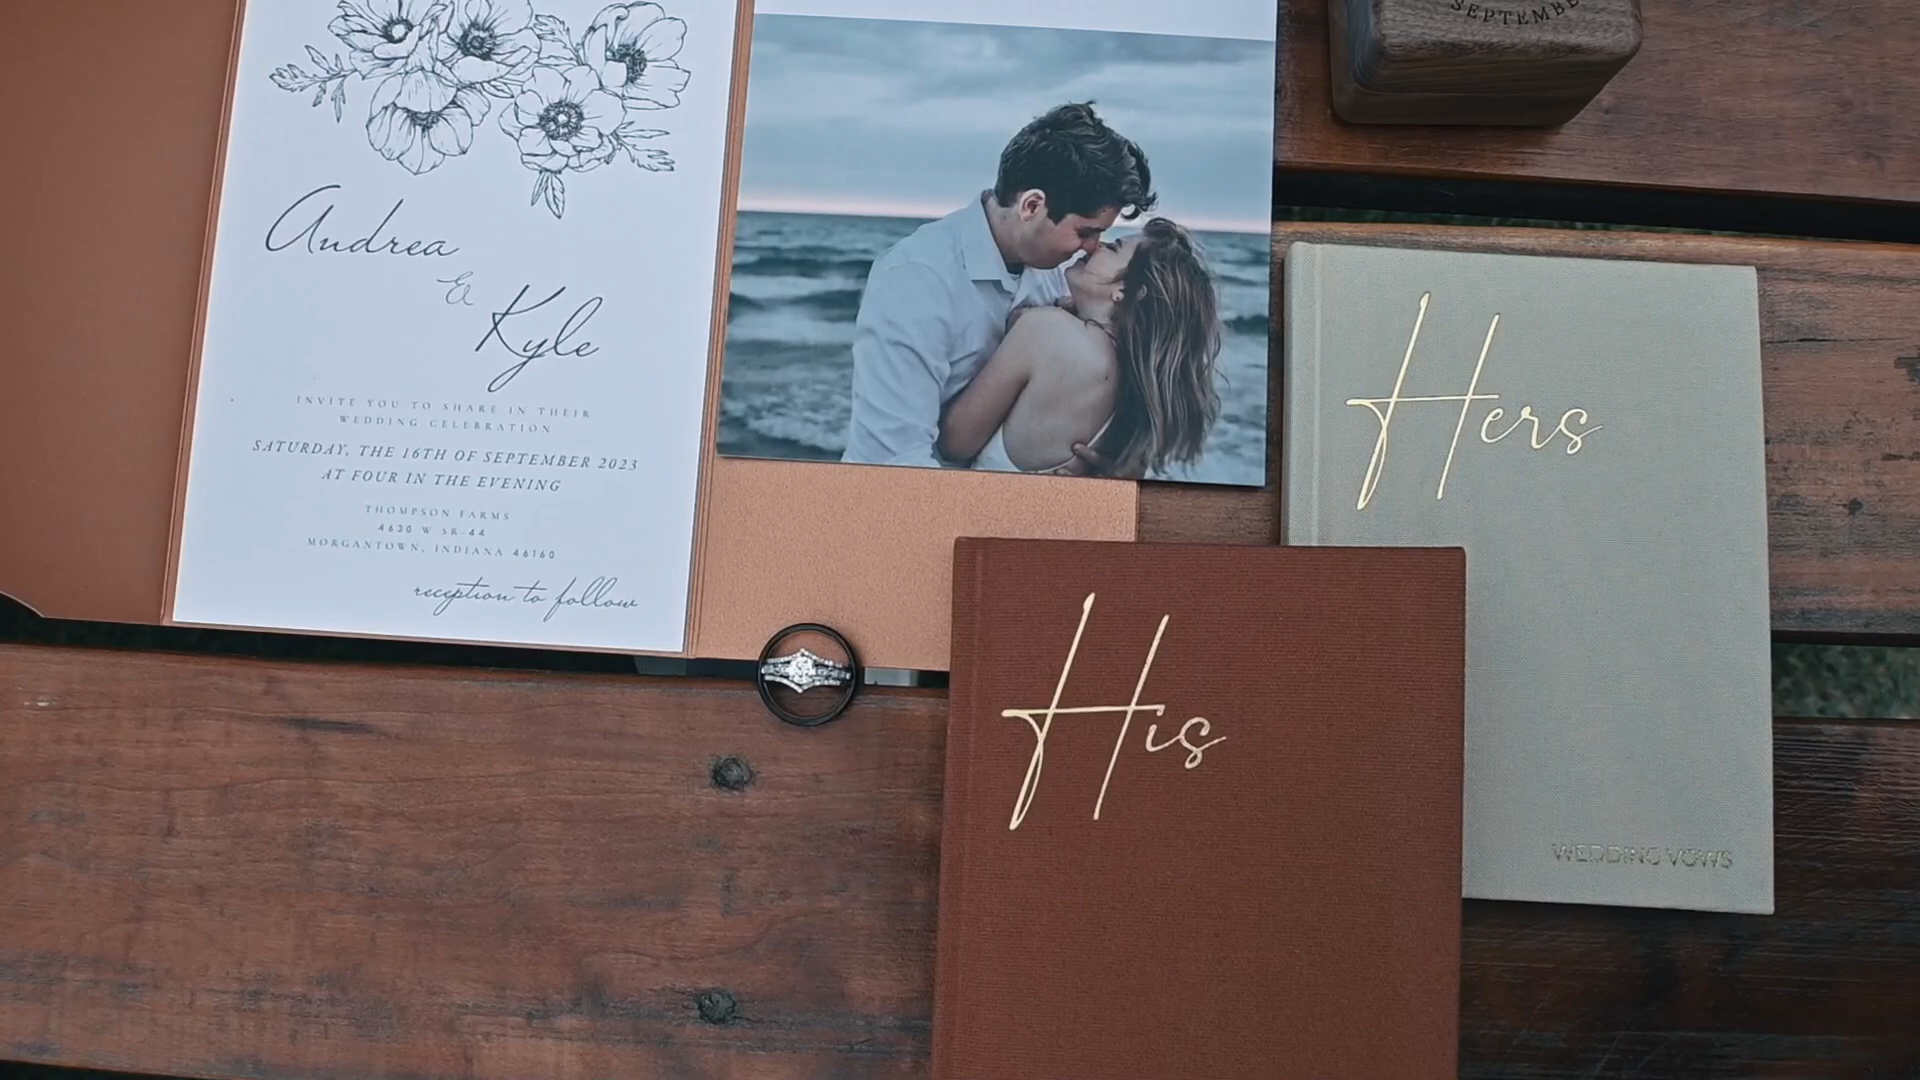 Andrea
&
Kyle
INVITE YOU TO SHARE IN THEIR
WEDDING CELEBRATION
SATURDAY, THE 16TH OF SEPTEMBER 2023
AT FOUR IN THE EVENING
THOMPSON FARMS
4630 W SR-44
MORGANTOWN, INDIANA 46160
reception to follow
SEPTEMBE
Hers
WEDDING VOWS
His